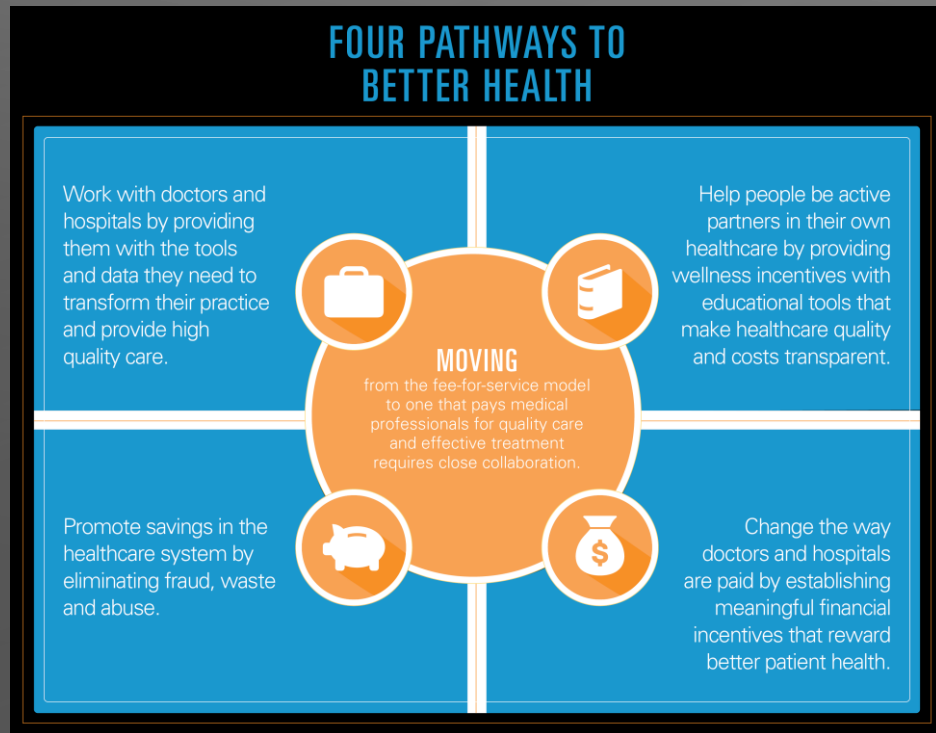 FOUR PATHWAYS TO
BETTER HEALTH
Work with doctors and
hospitals by providing
them with the tools
and data they need to
transform their practice
and provide high
quality care.
Help people be active
partners in their own
healthcare by providing
wellness incentives with
educational tools that
make healthcare quality
and costs transparent.
MOVING
from the fee-for-service model
to one that pays medical
professionals for quality care
and effective treatment
requires close collaboration.
Promote savings in the
healthcare system by
eliminating fraud, waste
and abuse.
$
Change the way
doctors and hospitals
are paid by establishing
meaningful financial
incentives that reward
better patient health.